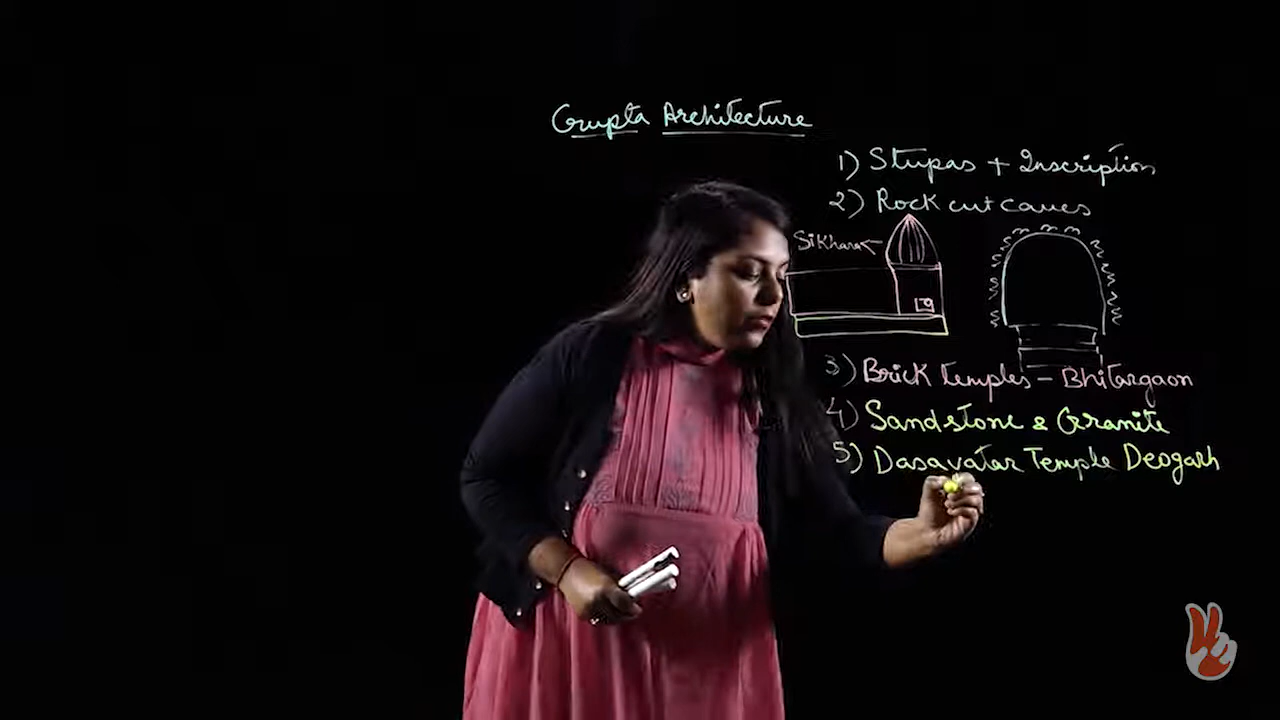 Gupta Architecture
1) Stupas + Inscription
2) Rock cut caves
Sikhara
3) Brick temples - Bhitargaon
4) Sandstone & Granite
5) Dasavatar Temple Deogarh